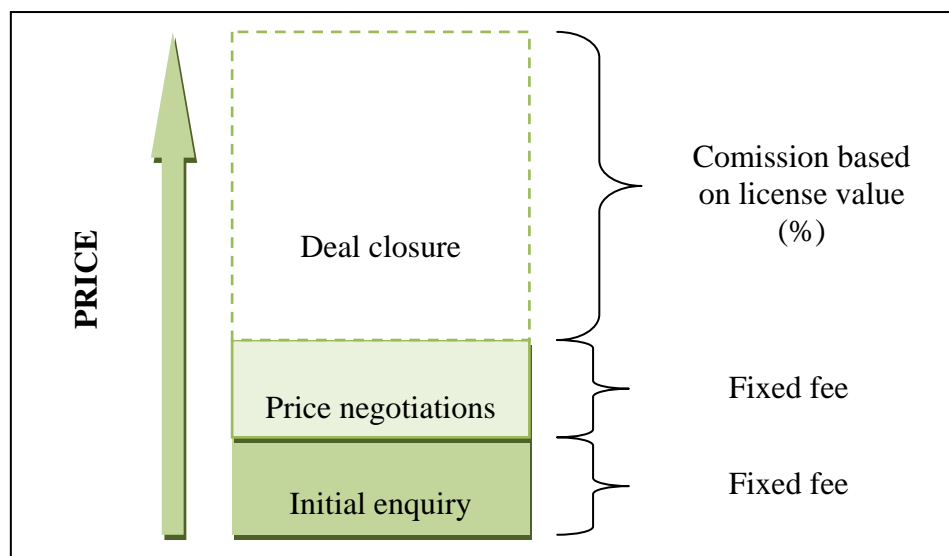 PRICE
Deal closure
Price negotiations
Initial enquiry
Comission based
on license value
(%)
Fixed fee
Fixed fee